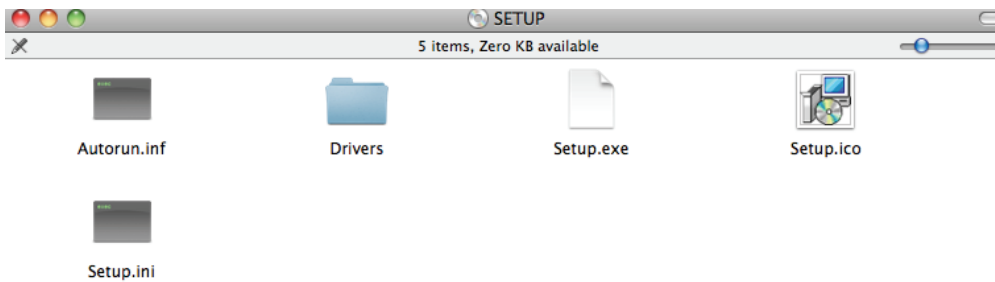 SETUP
5 items, Zero KB available
Autorun.inf
Drivers
Setup.exe
Setup.ico
Setup.ini